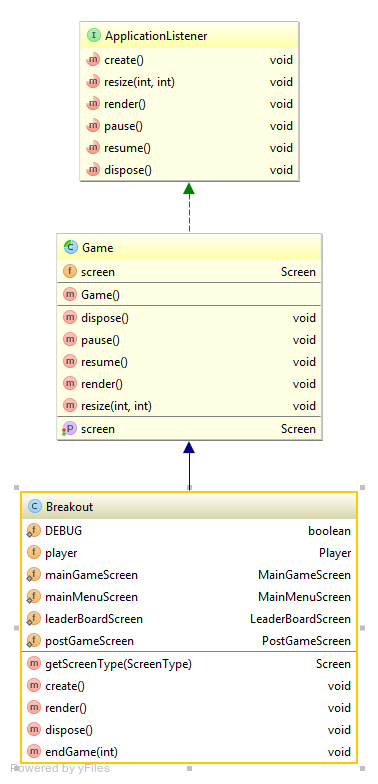 I ApplicationListener
m create() void
m resize(int, int) void
m render() void
m pause() void
m resume() void
m dispose() void
C Game
f screen Screen
m Game()
m dispose() void
m pause() void
m resume() void
m render() void
m resize(int, int) void
P screen Screen
C Breakout
f DEBUG boolean
f player Player
f mainGameScreen MainGameScreen
f mainMenuScreen MainMenuScreen
f leaderBoardScreen LeaderBoardScreen
f postGameScreen PostGameScreen
m getScreenType(ScreenType) Screen
m create() void
m render() void
m dispose() void
m endGame(int) void
Powered by yFiles